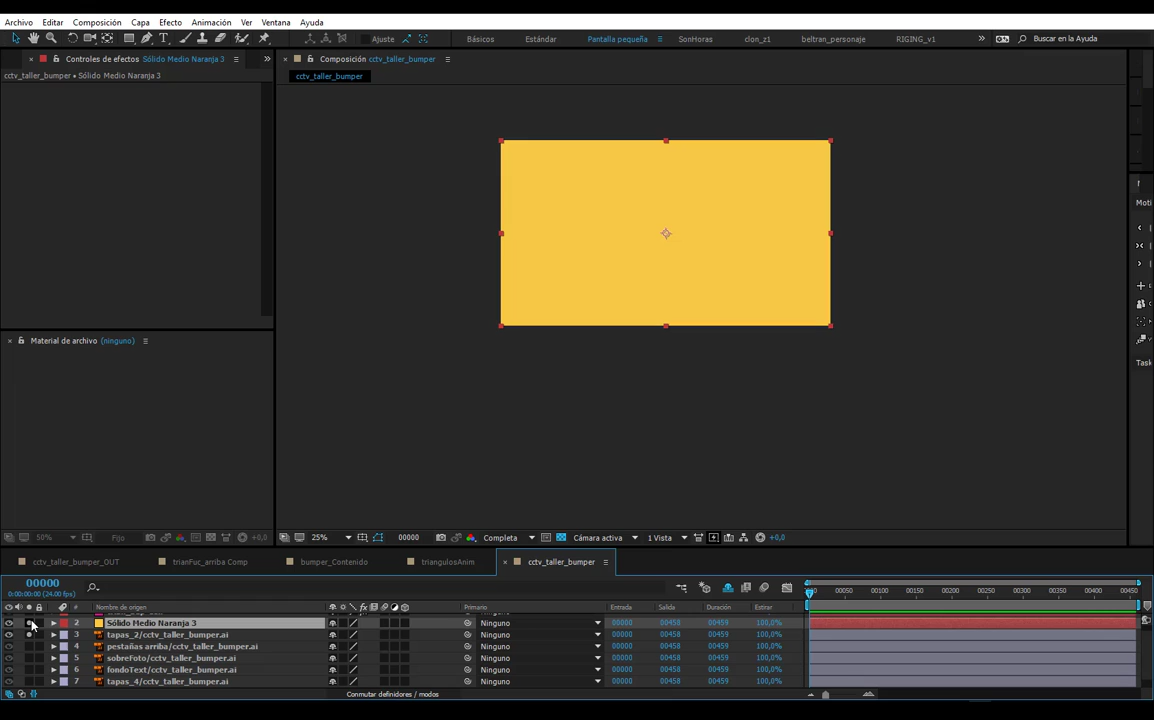 Archivo Editar Composición Capa Efecto Animación Ver Ventana Ayuda
Ajuste Básicos Estándar Pantalla pequeña SonHoras clon_z1 beltran_personaje RIGING_v1 Buscar en la Ayuda
Controles de efectos Sólido Medio Naranja 3
Composición cctv_taller_bumper
cctv_taller_bumper • Sólido Medio Naranja 3
cctv_taller_bumper
Moti
Material de archivo (ninguno)
Task
50% Fijo +0,0
25% 00000 Completa Cámara activa 1 Vista +0,0
cctv_taller_bumper_OUT trianFuc_arriba Comp bumper_Contenido triangulosAnim cctv_taller_bumper
00000
0:00:00:00 (24.00 fps)
00050 00100 00150 00200 00250 00300 00350 00400 00450
# Nombre de origen Primario Entrada Salida Duración Estirar
2 Sólido Medio Naranja 3 Ninguno 00000 00458 00459 100,0%
3 tapas_2/cctv_taller_bumper.ai Ninguno 00000 00458 00459 100,0%
4 pestañas arriba/cctv_taller_bumper.ai Ninguno 00000 00458 00459 100,0%
5 sobreFoto/cctv_taller_bumper.ai Ninguno 00000 00458 00459 100,0%
6 fondoText/cctv_taller_bumper.ai Ninguno 00000 00458 00459 100,0%
7 tapas_4/cctv_taller_bumper.ai Ninguno 00000 00458 00459 100,0%
Conmutar definidores / modos